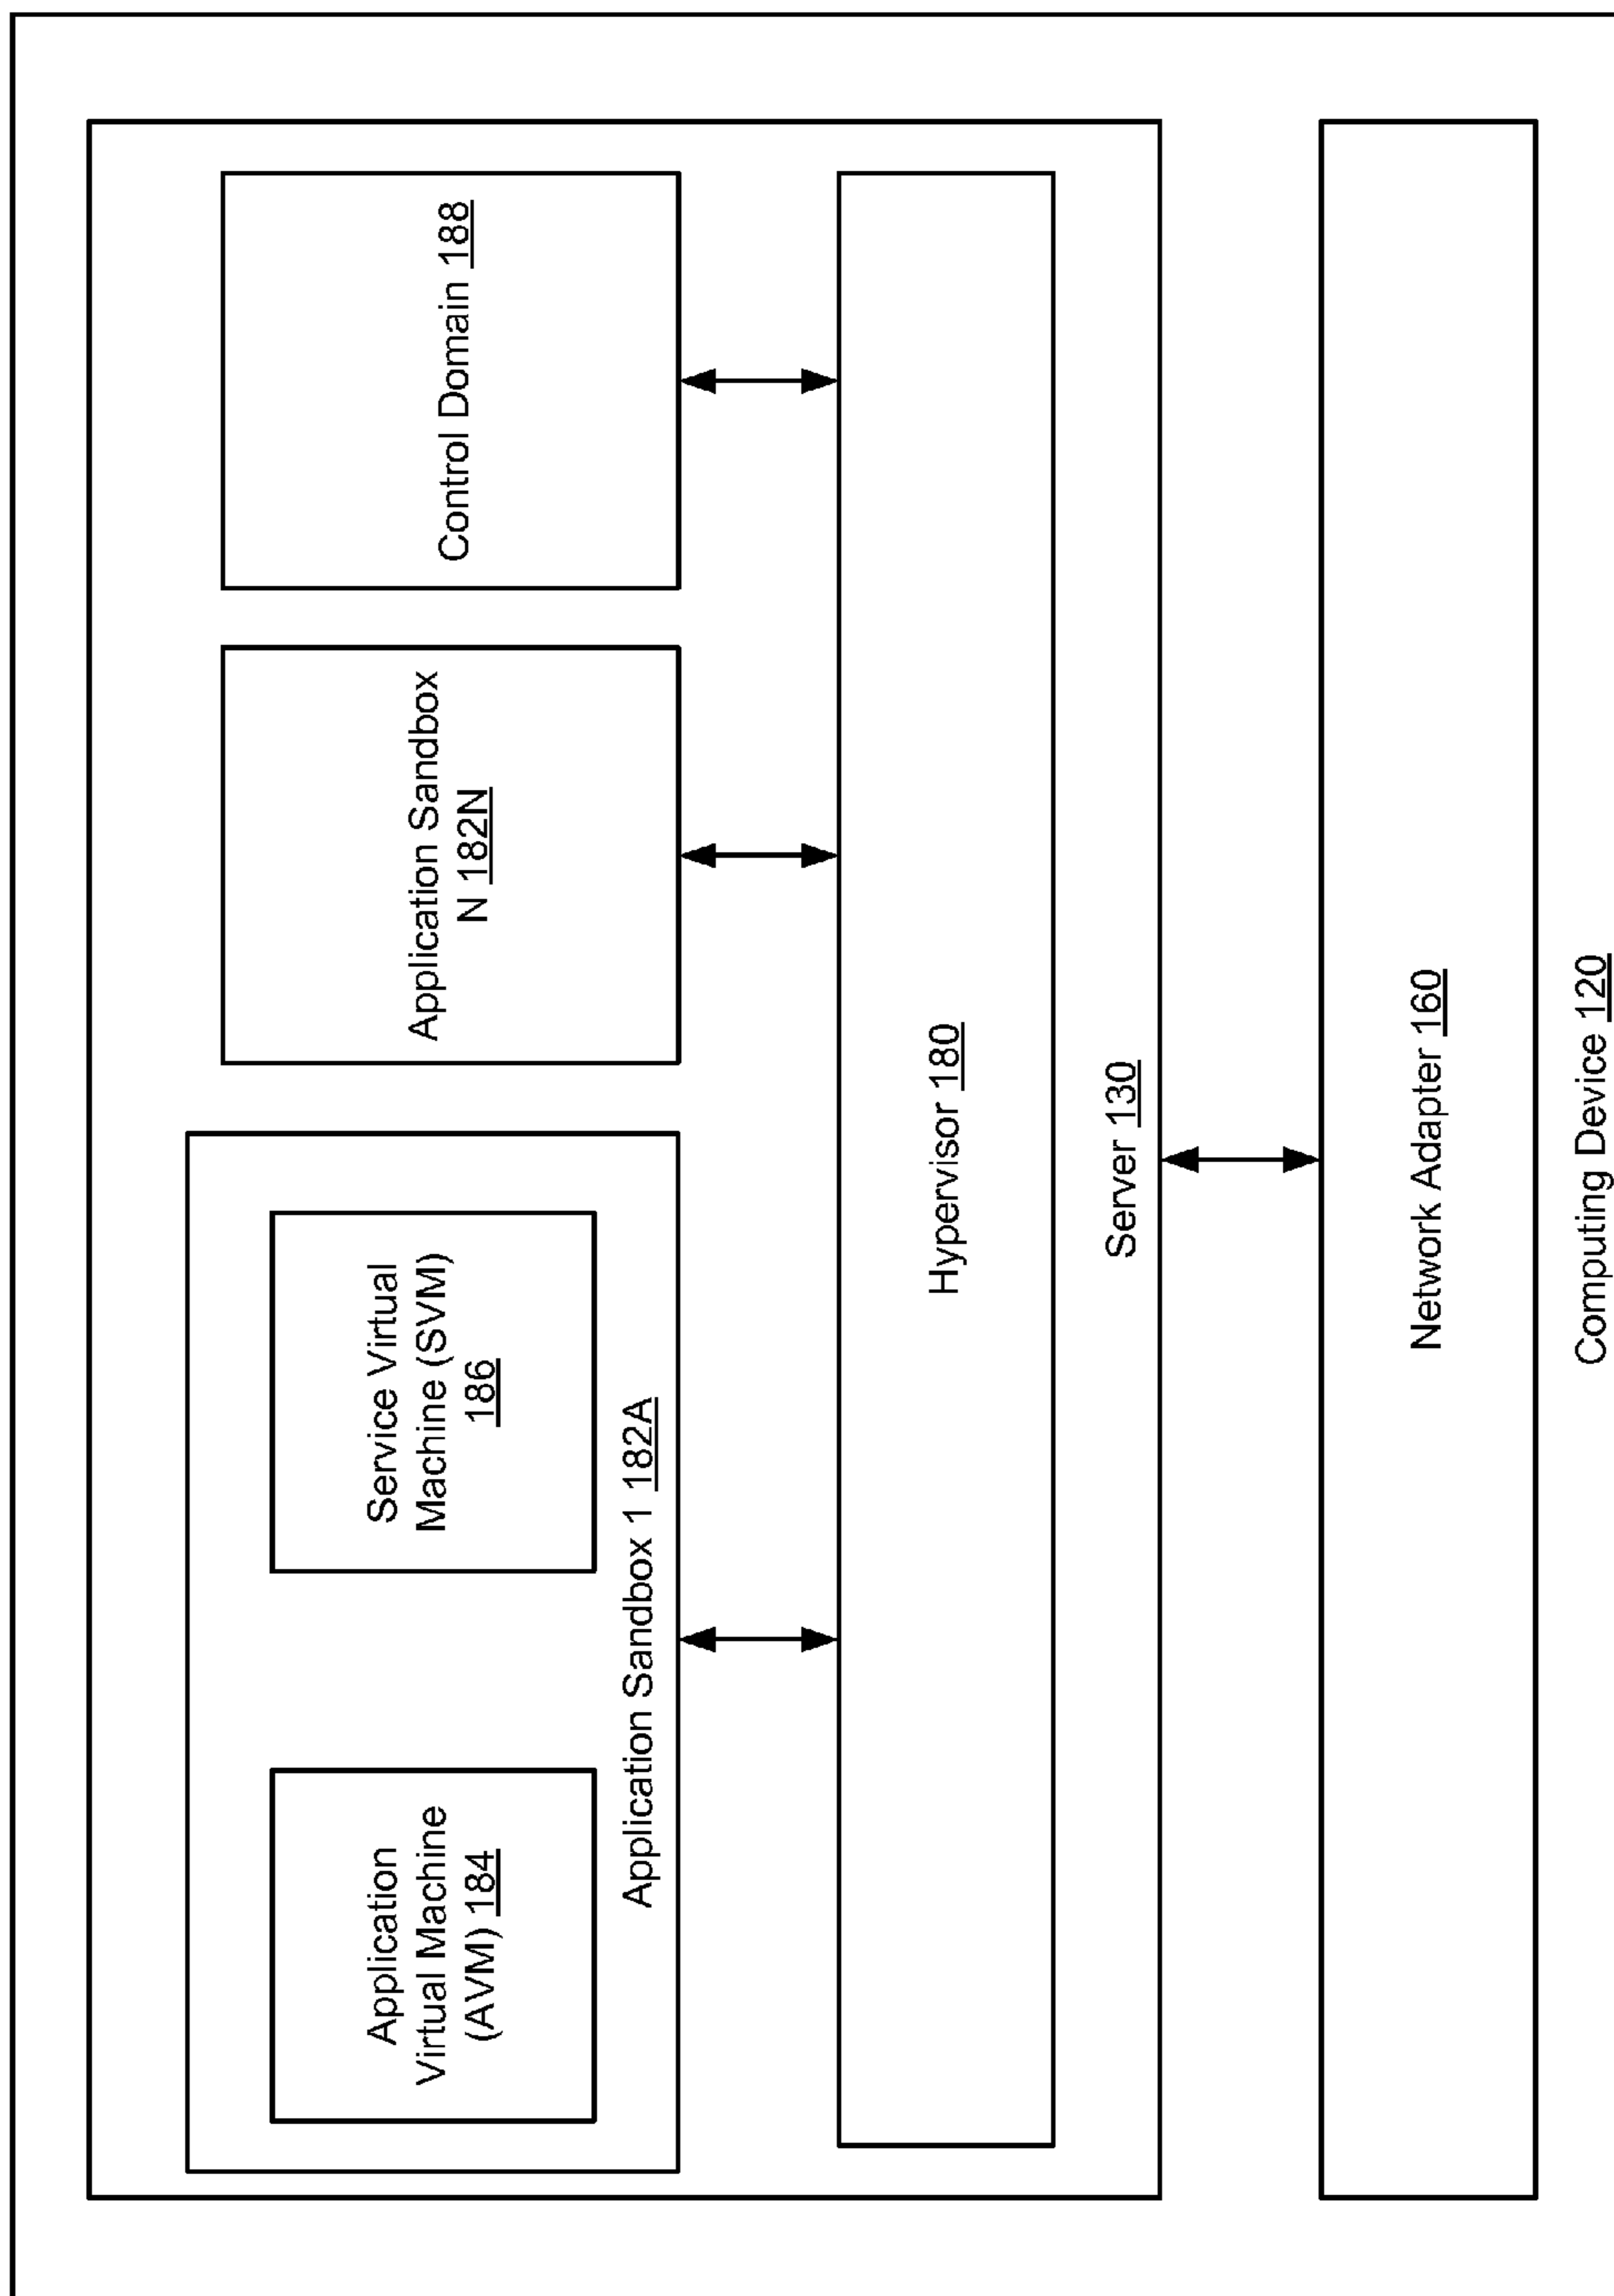 Application
Virtual Machine
(AVM) 184
Service Virtual
Machine (SVM)
186
Application Sandbox 1 182A
Application Sandbox
N 182N
Control Domain 188
Hypervisor 180
Server 130
Network Adapter 160
Computing Device 120